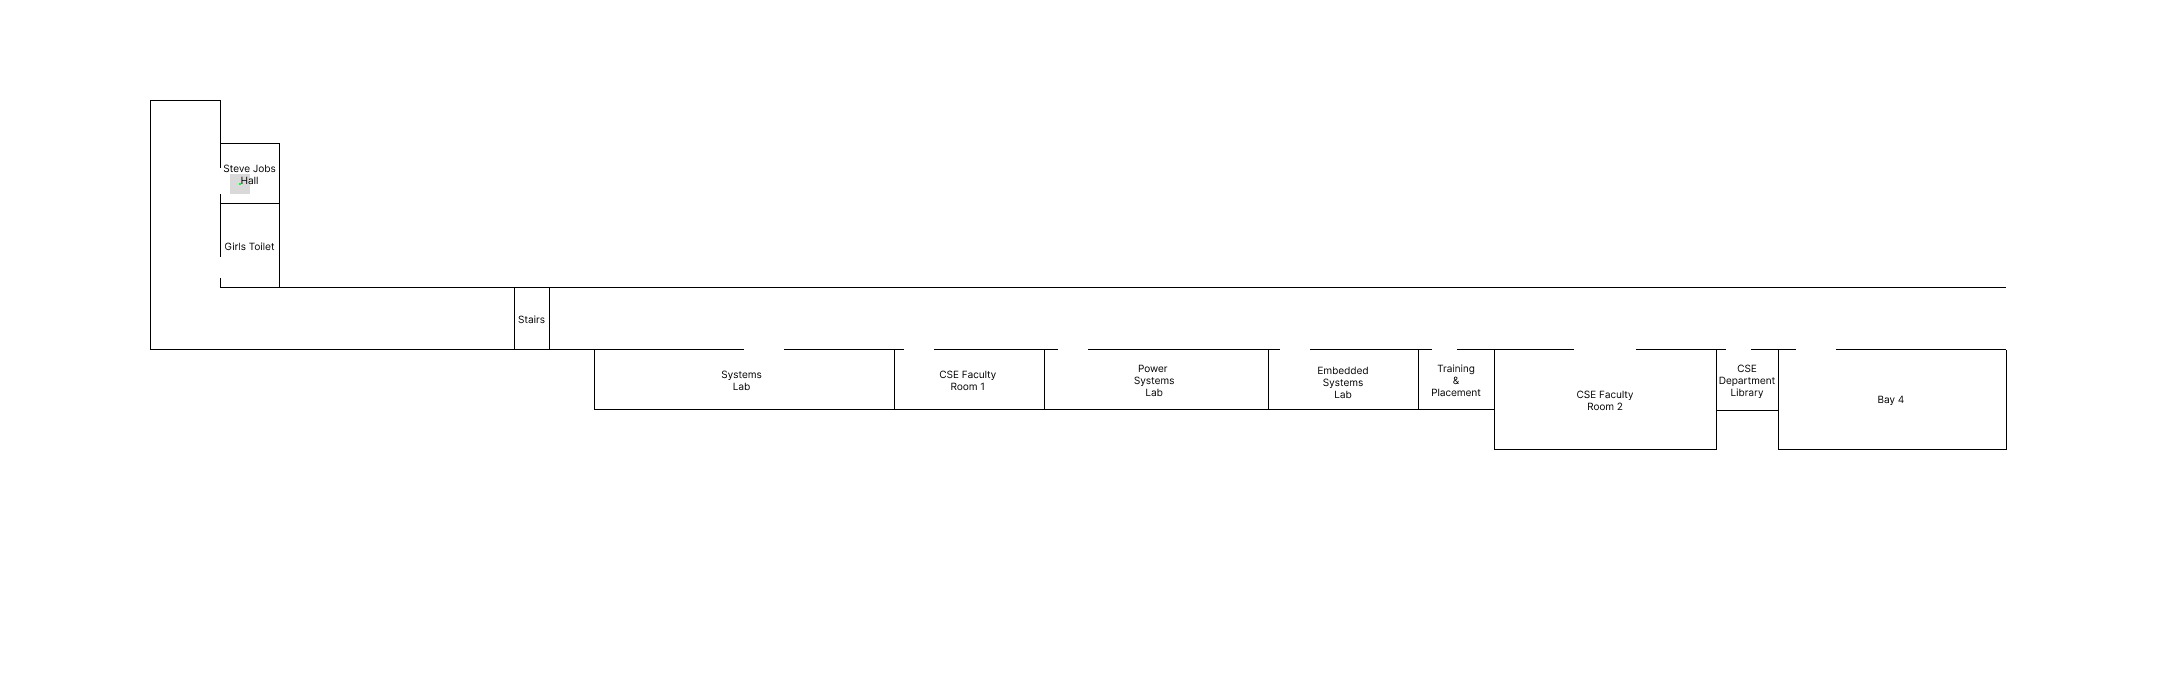 Steve Jobs
Hall
Girls Toilet
Stairs
Systems
Lab
CSE Faculty
Room 1
Power
Systems
Lab
Embedded
Systems
Lab
Training
&
Placement
CSE Faculty
Room 2
CSE
Department
Library
Bay 4